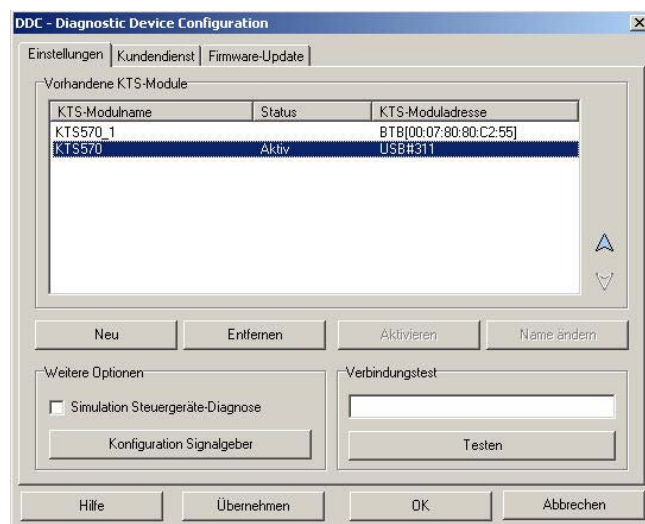 DDC - Diagnostic Device Configuration
Einstellungen Kundendienst Firmware-Update
Vorhandene KTS-Module
KTS-Modulname Status KTS-Moduladresse
KTS570_1 BTB[00:07:80:80:C2:55]
KTS570 Aktiv USB#311
Neu Entfernen Aktivieren Name ändern
Weitere Optionen Verbindungstest
Simulation Steuergeräte-Diagnose
Konfiguration Signalgeber Testen
Hilfe Übernehmen OK Abbrechen